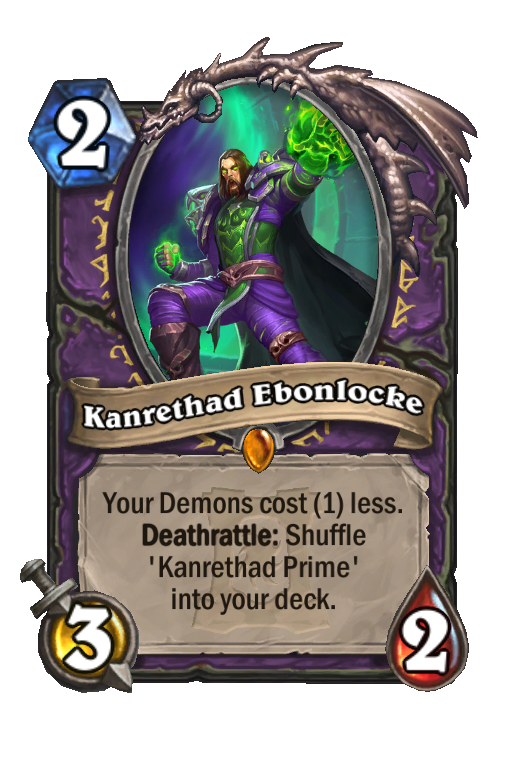 2
Kanrethad Ebonlocke
Your Demons cost (1) less.
Deathrattle: Shuffle
'Kanrethad Prime'
into your deck.
3
2